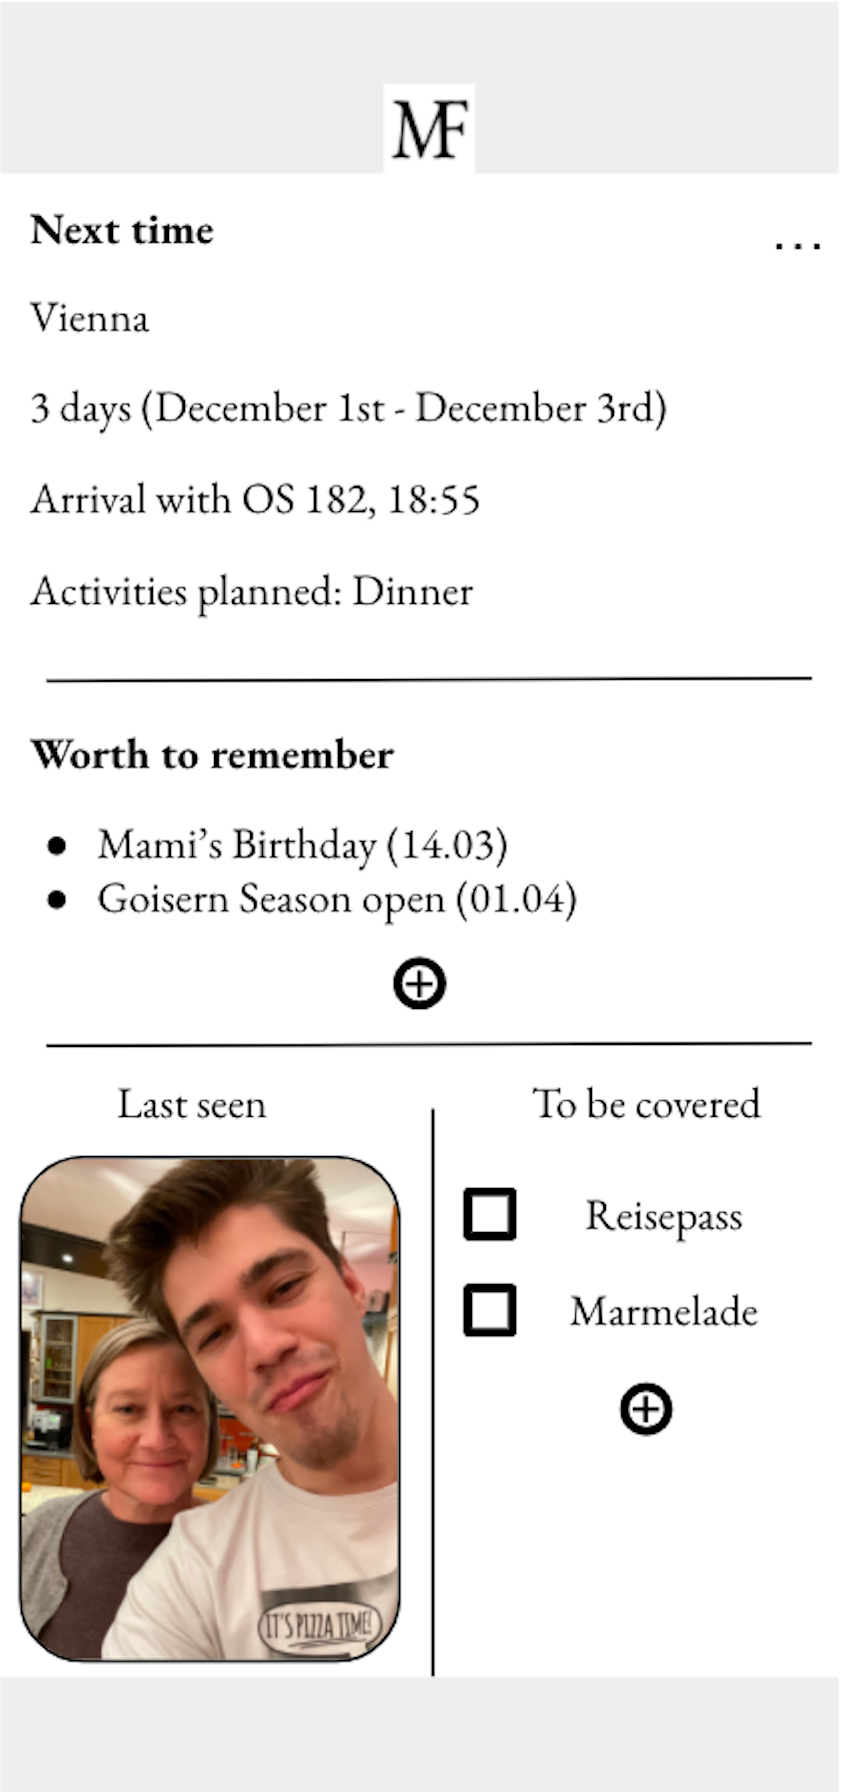 MF
Next time
...
Vienna
3 days (December 1st - December 3rd)
Arrival with OS 182, 18:55
Activities planned: Dinner
Worth to remember
● Mami’s Birthday (14.03)
● Goisern Season open (01.04)
Last seen
IT'S PIZZA TIME!
To be covered
Reisepass
Marmelade